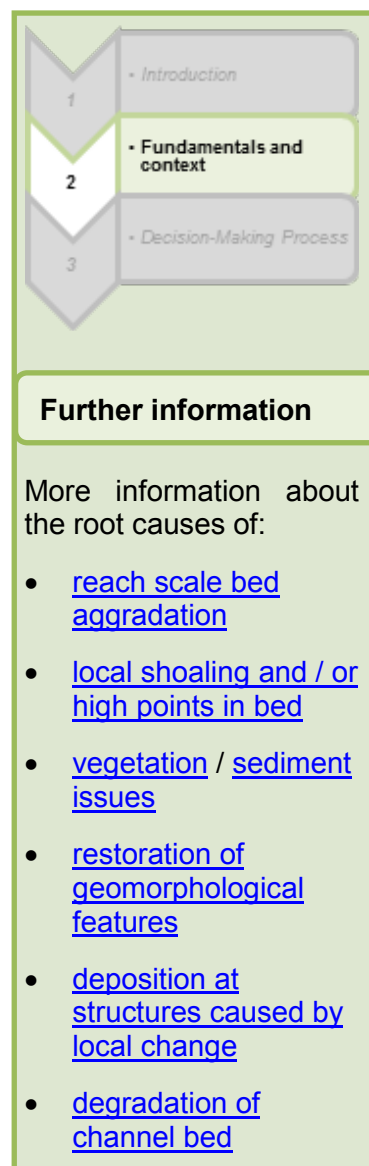 1
• Introduction
2
• Fundamentals and
context
3
• Decision-Making Process
Further information
More information about
the root causes of:
• reach scale bed
aggradation
• local shoaling and / or
high points in bed
• vegetation / sediment
issues
• restoration of
geomorphological
features
• deposition at
structures caused by
local change
• degradation of
channel bed